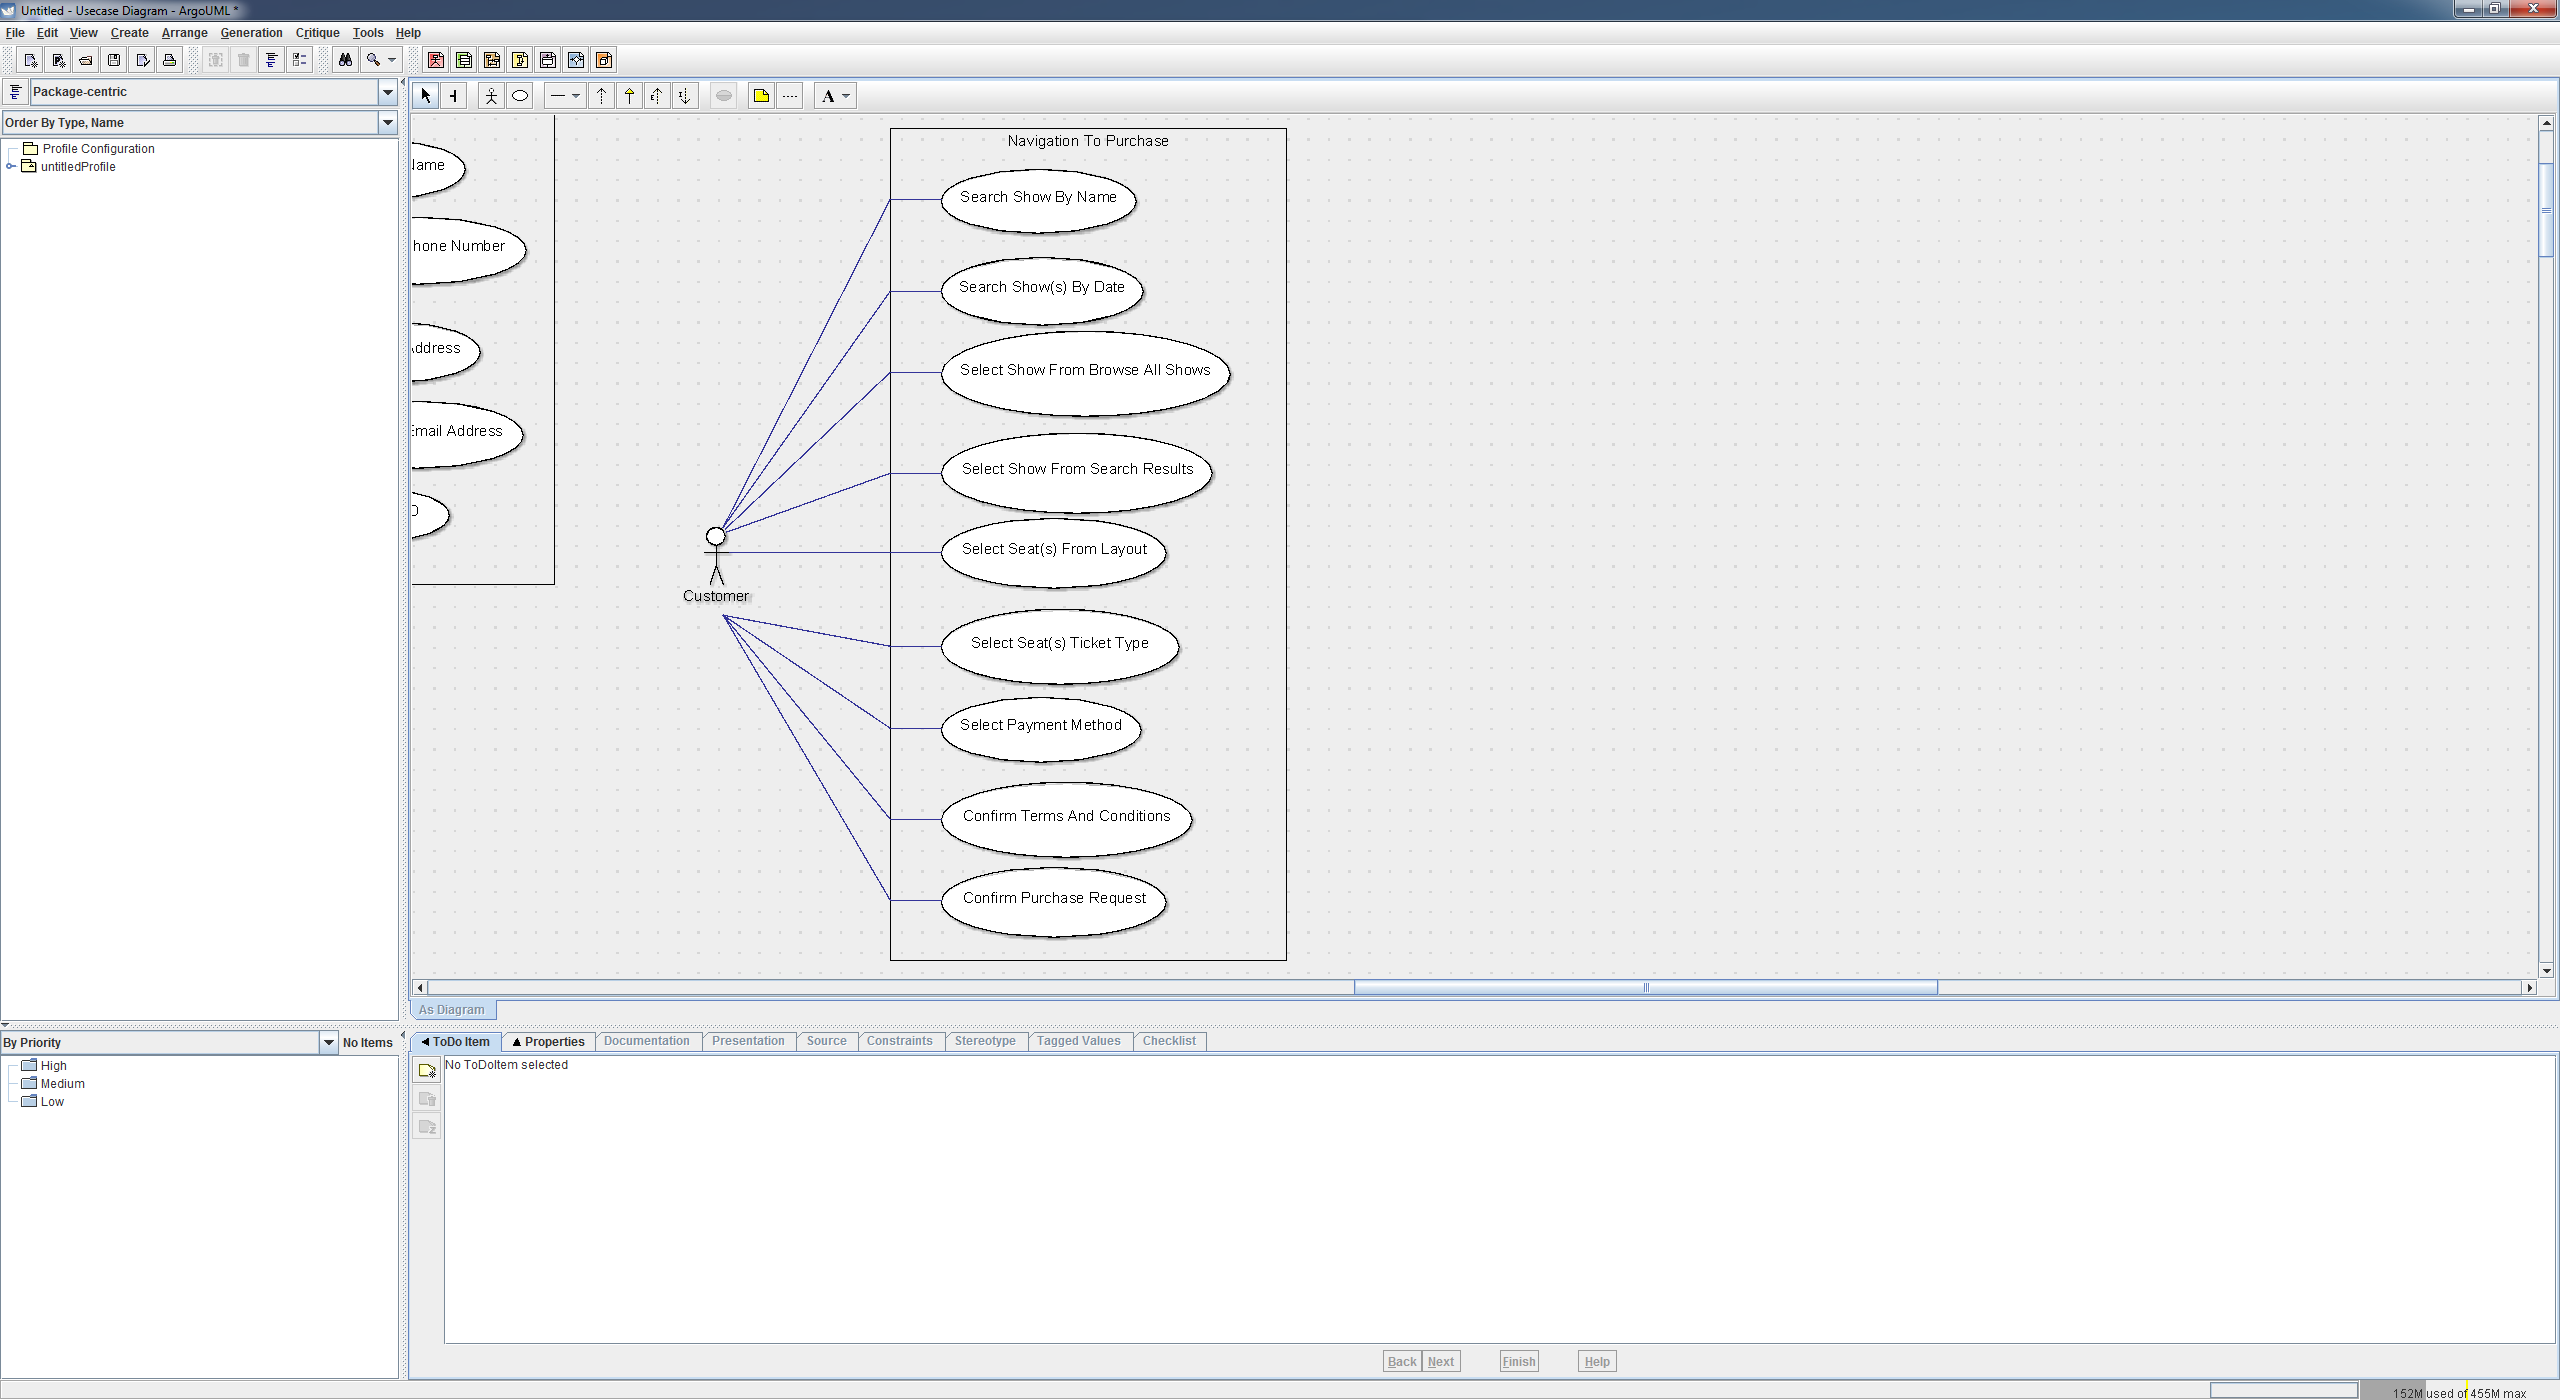 Untitled - Usecase Diagram - ArgoUML *
File Edit View Create Arrange Generation Critique Tools Help
Package-centric
Order By Type, Name
Profile Configuration
untitledProfile
A
Navigation To Purchase
Search Show By Name
Search Show(s) By Date
Select Show From Browse All Shows
Select Show From Search Results
Select Seat(s) From Layout
Select Seat(s) Ticket Type
Select Payment Method
Confirm Terms And Conditions
Confirm Purchase Request
Customer
Number
Address
As Diagram
By Priority No Items
High
Medium
Low
ToDo Item Properties Documentation Presentation Source Constraints Stereotype Tagged Values Checklist
No ToDoItem selected
Back Next Finish Help
152M used of 455M max